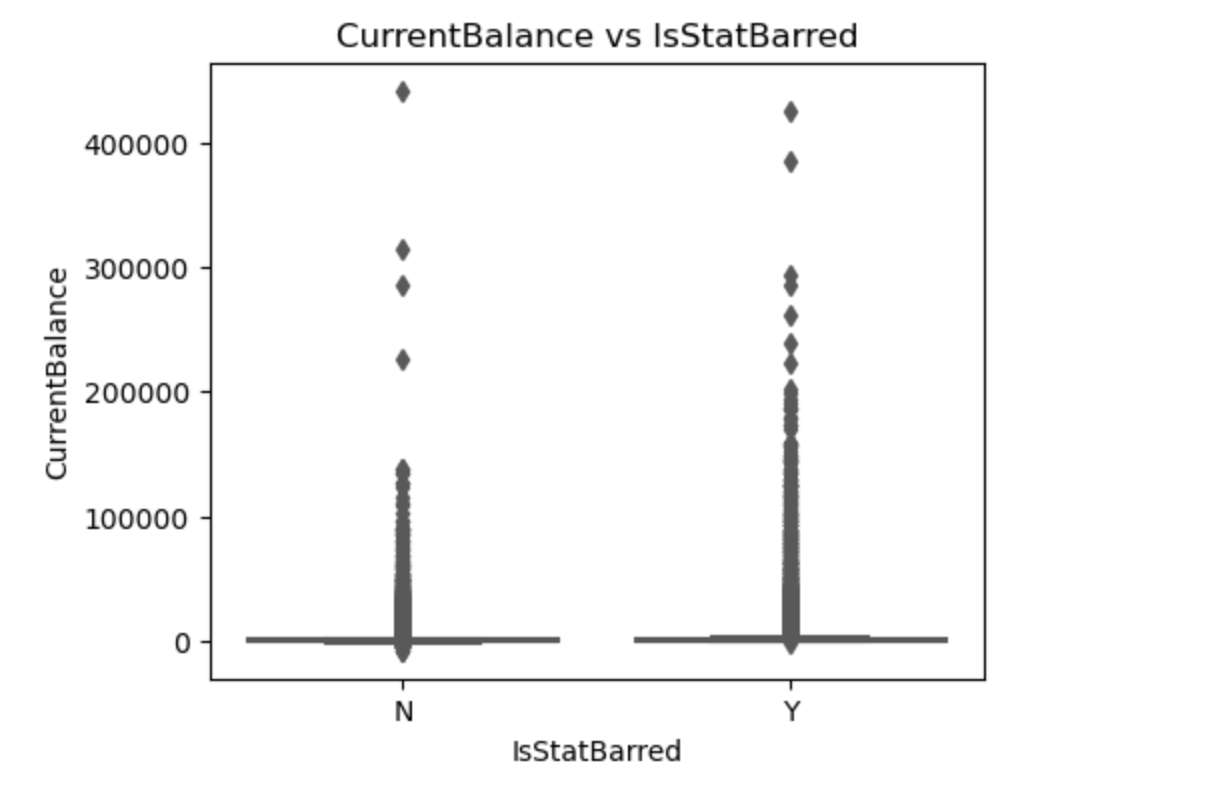 CurrentBalance vs IsStatBarred
400000
300000
200000
100000
0
CurrentBalance
N Y
IsStatBarred